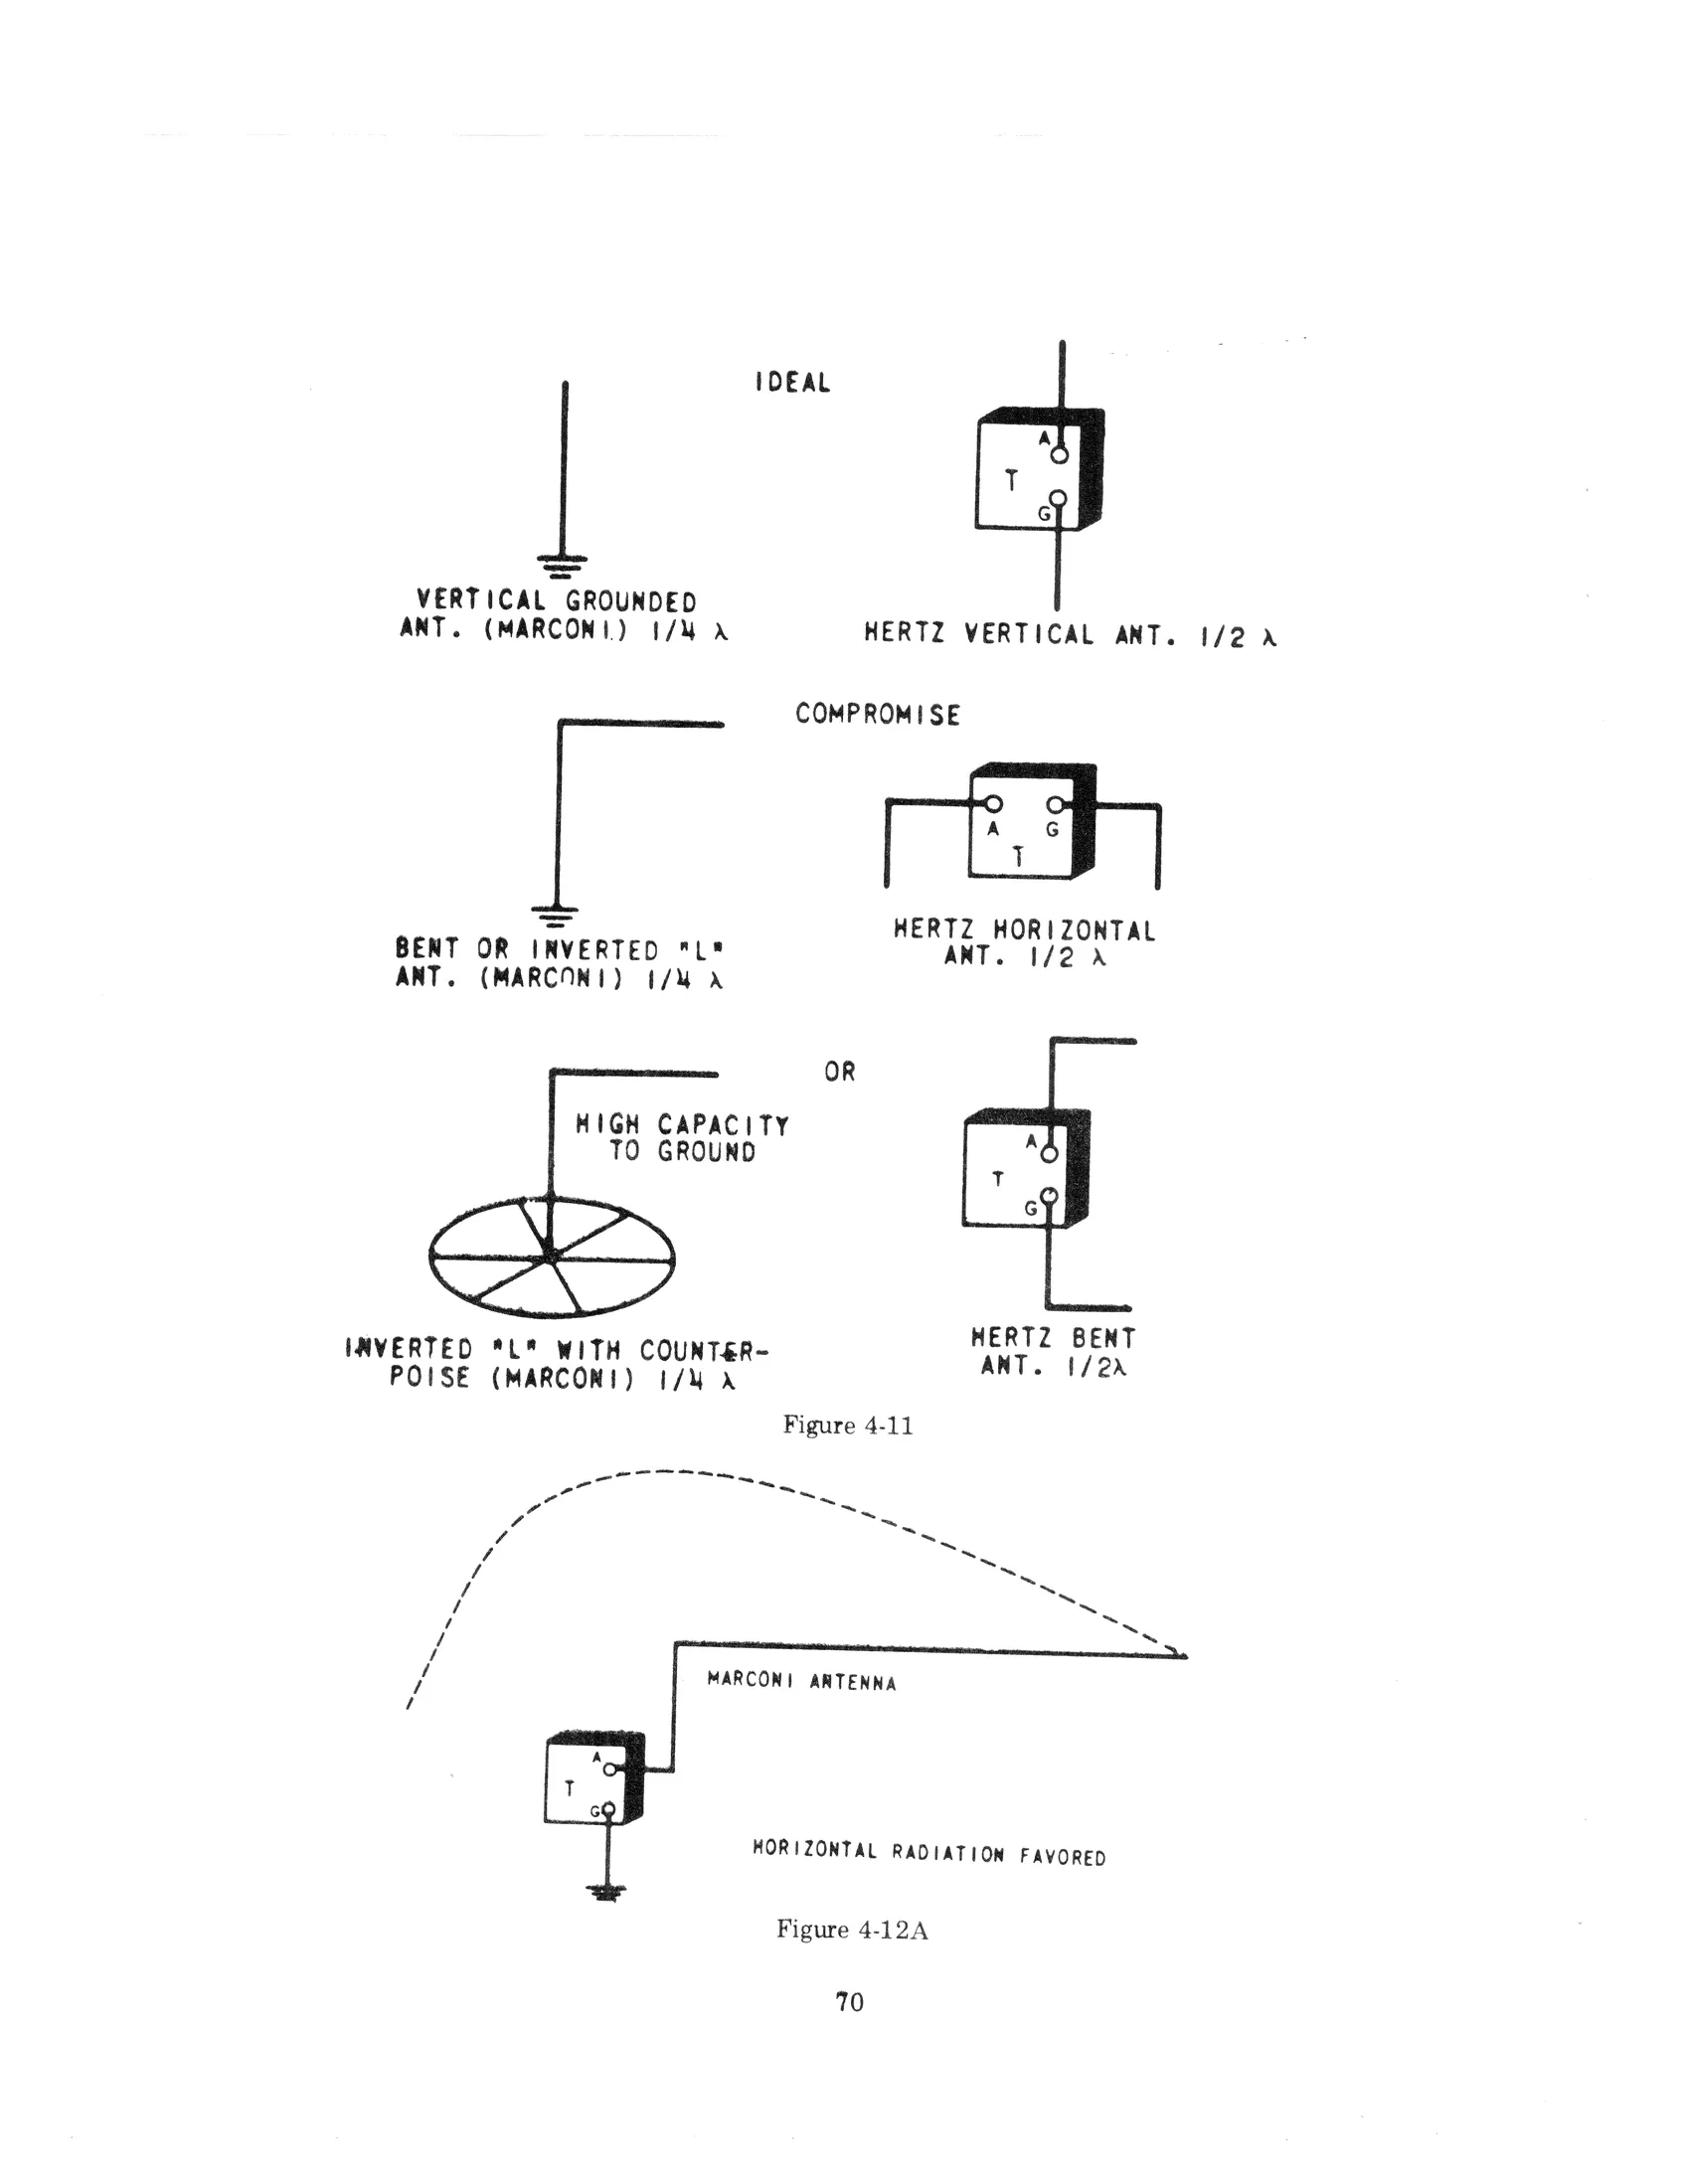 IDEAL
A
T
G
VERTICAL GROUNDED
ANT. (MARCONI) 1/4 λ
HERTZ VERTICAL ANT. 1/2 λ
COMPROMISE
A G
T
BENT OR INVERTED "L"
ANT. (MARCONI) 1/4 λ
HERTZ HORIZONTAL
ANT. 1/2 λ
OR
HIGH CAPACITY
TO GROUND
A
T
G
INVERTED "L" WITH COUNTER-
POISE (MARCONI) 1/4 λ
HERTZ BENT
ANT. 1/2λ
Figure 4-11
MARCONI ANTENNA
A
T
G
HORIZONTAL RADIATION FAVORED
Figure 4-12A
70